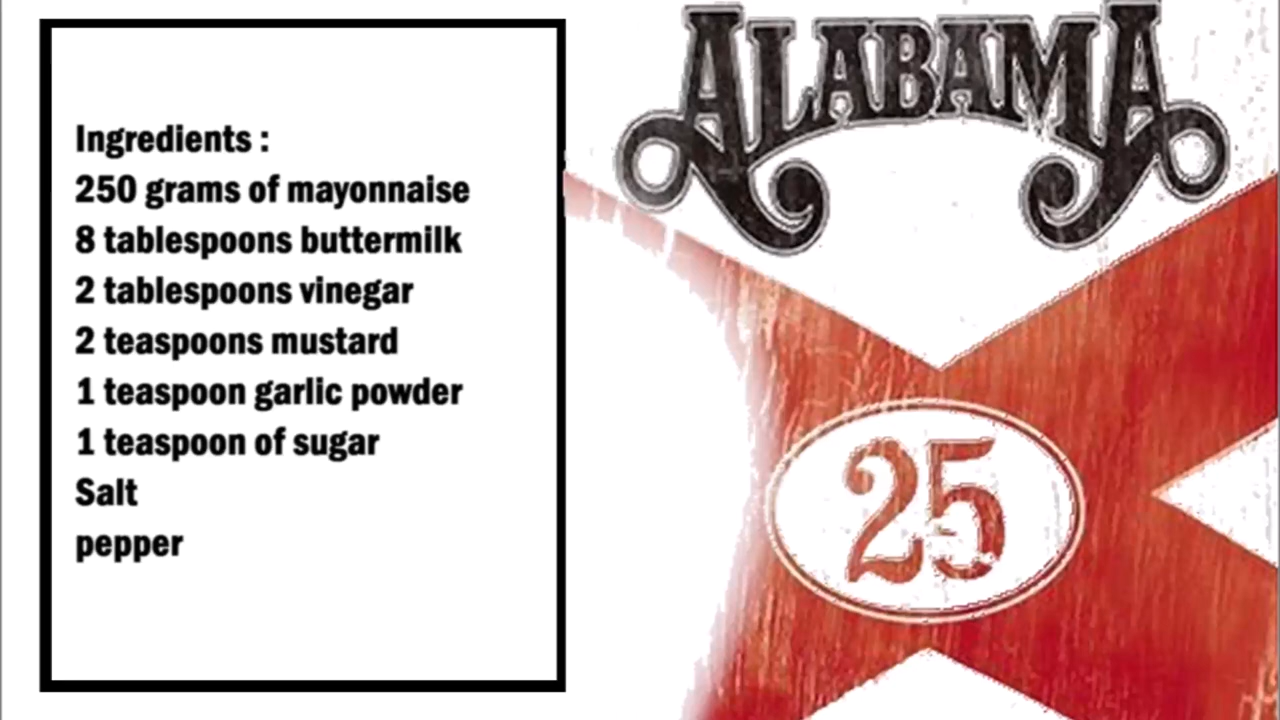 Ingredients :
250 grams of mayonnaise
8 tablespoons buttermilk
2 tablespoons vinegar
2 teaspoons mustard
1 teaspoon garlic powder
1 teaspoon of sugar
Salt
pepper
ALABAMA
25